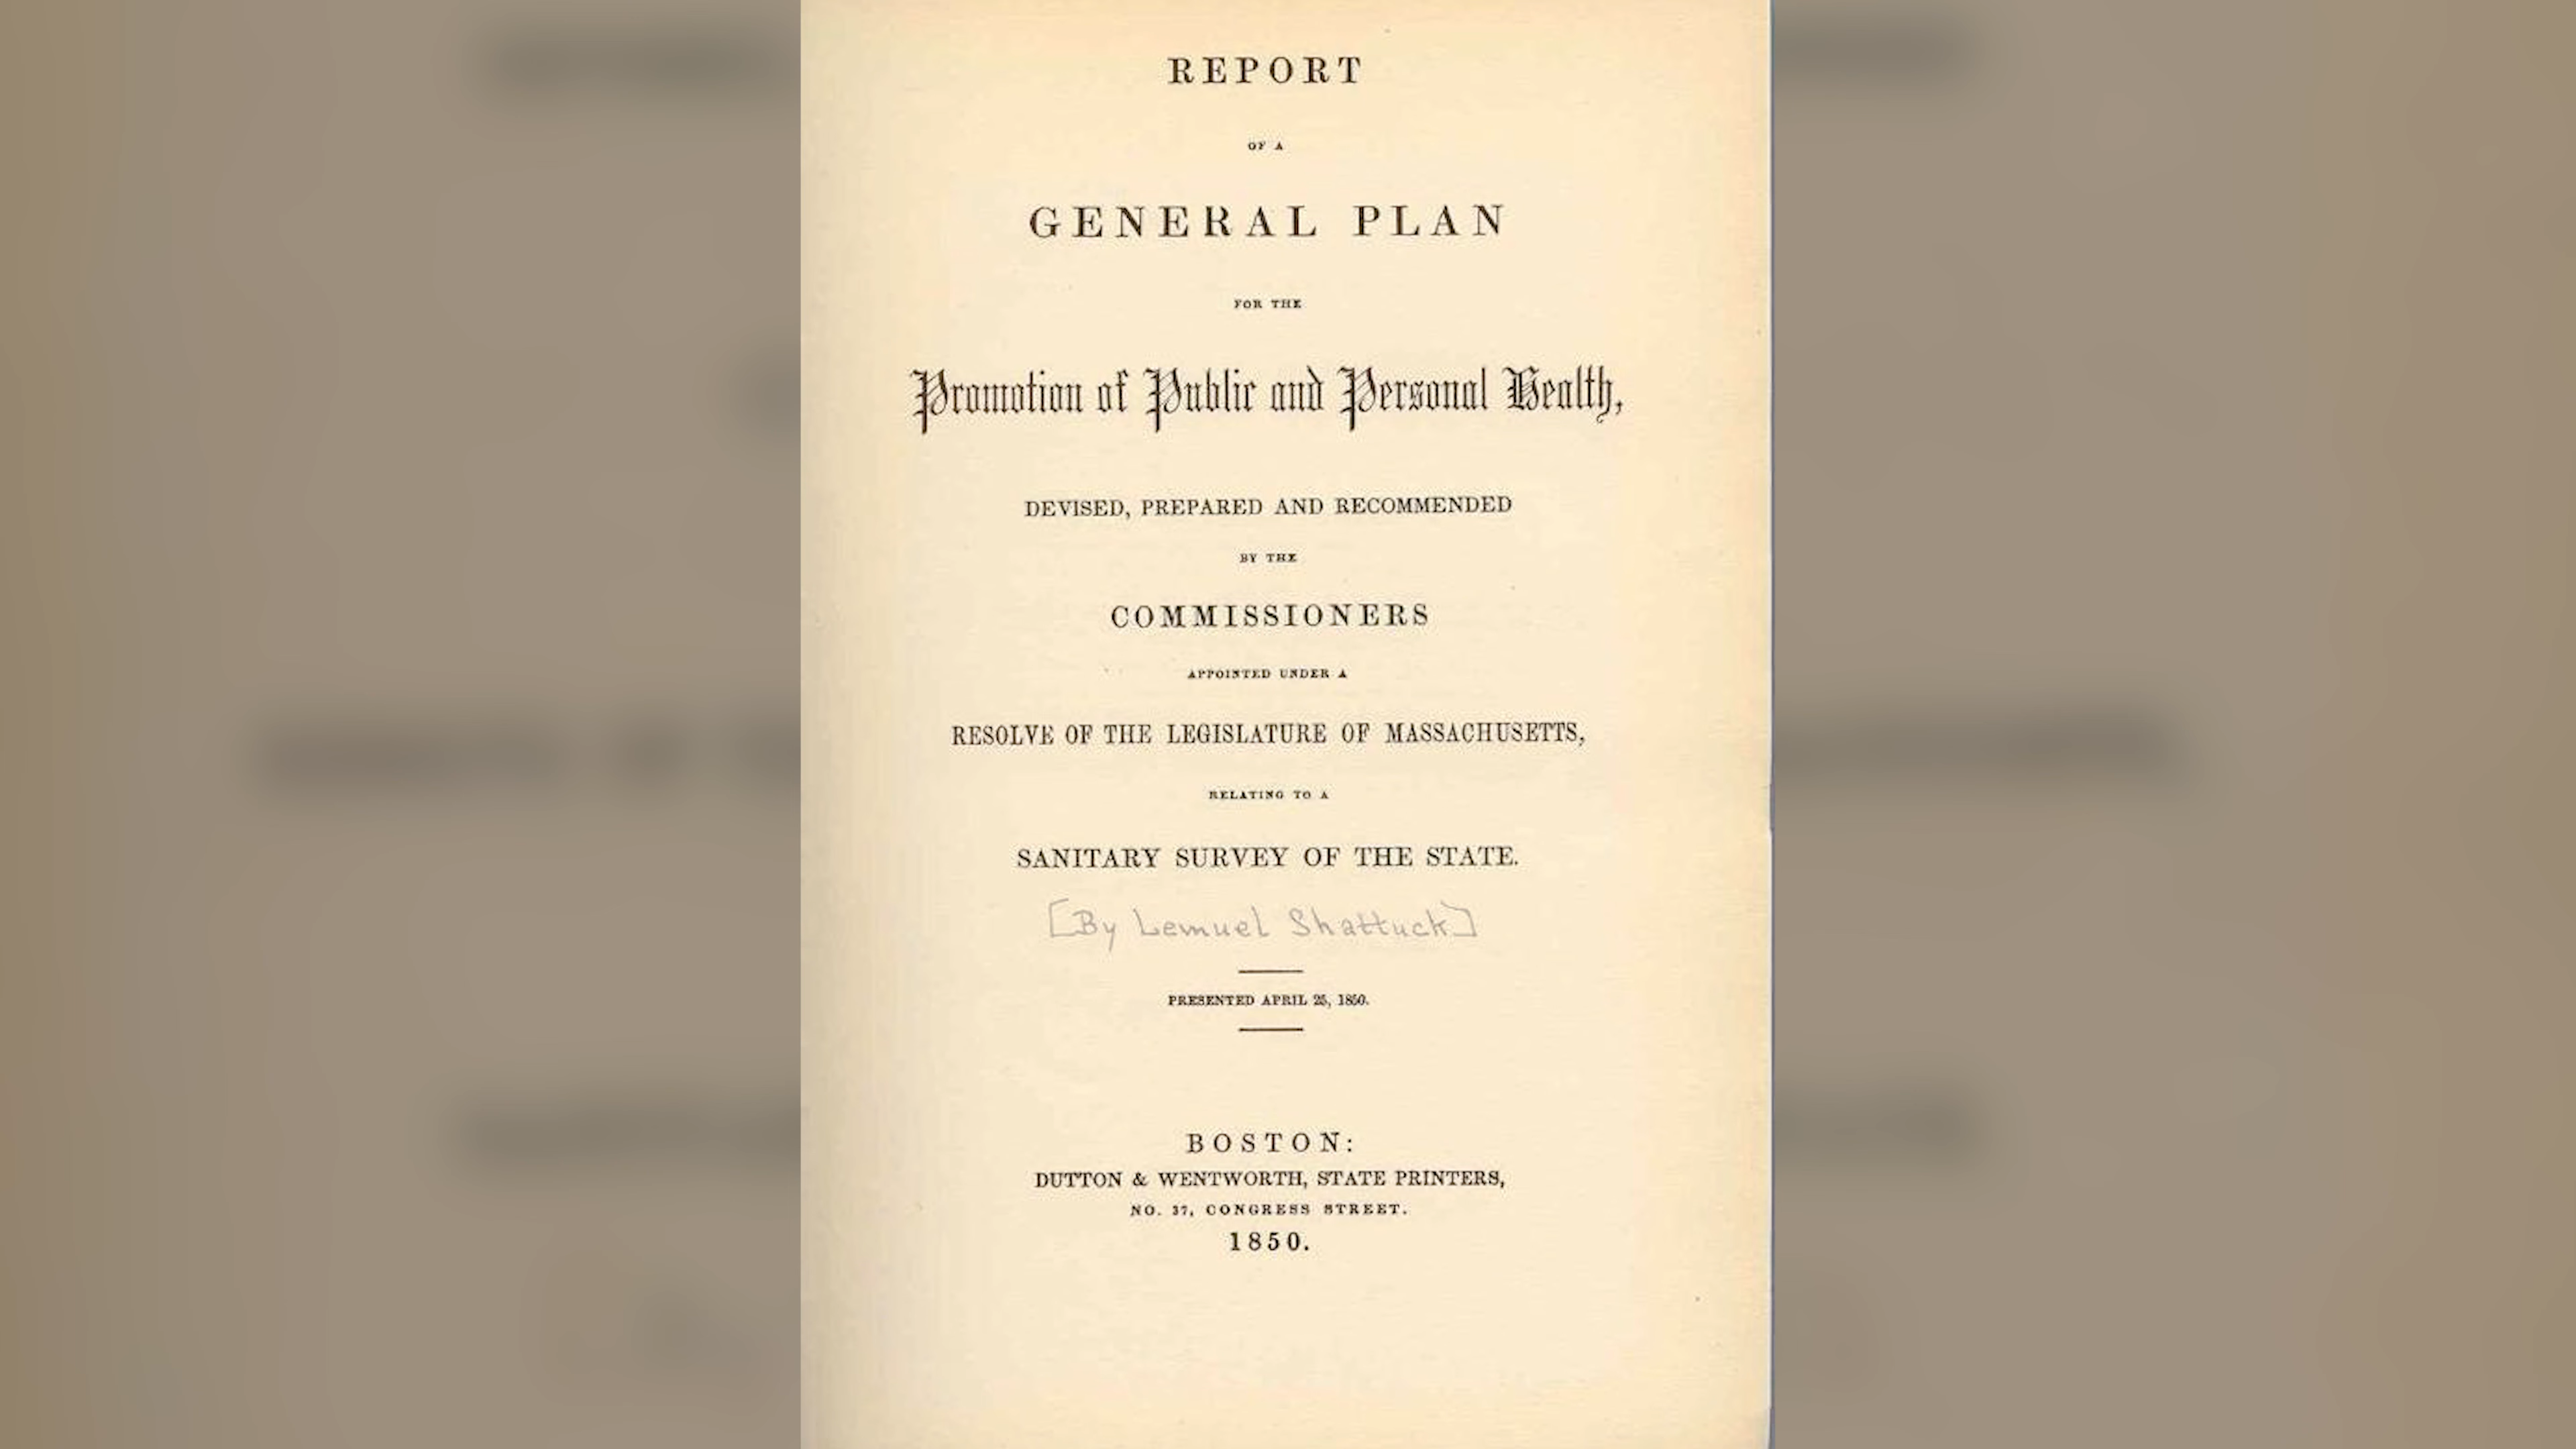 REPORT
OF A
GENERAL PLAN
FOR THE
Promotion of Public and Personal Health,
DEVISED, PREPARED AND RECOMMENDED
BY THE
COMMISSIONERS
APPOINTED UNDER A
RESOLVE OF THE LEGISLATURE OF MASSACHUSETTS,
RELATING TO A
SANITARY SURVEY OF THE STATE.
[By Lemuel Shattuck]
PRESENTED APRIL 25, 1850.
BOSTON:
DUTTON & WENTWORTH, STATE PRINTERS,
NO. 37, CONGRESS STREET.
1850.